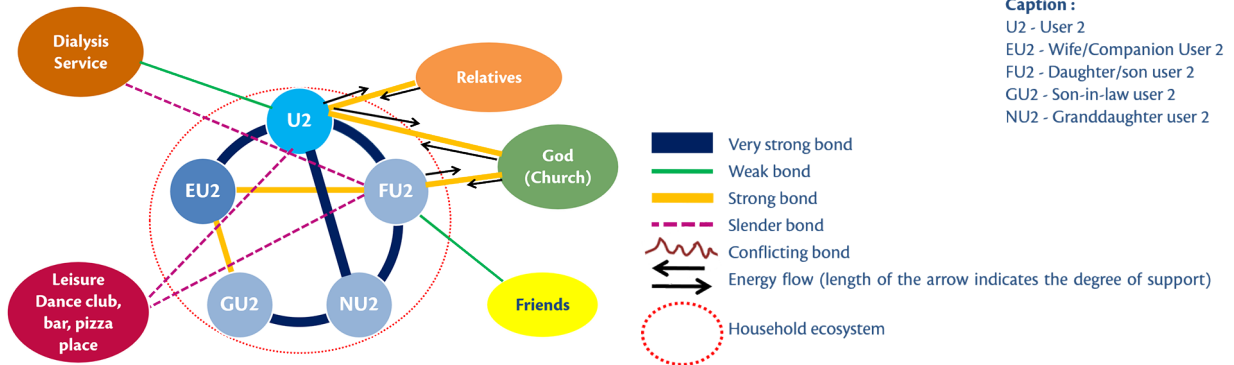 Dialysis
Service
Relatives
U2
God
(Church)
EU2
FU2
Leisure
Dance club,
bar, pizza
place
GU2
NU2
Friends
Very strong bond
Weak bond
Strong bond
Slender bond
Conflicting bond
Energy flow (length of the arrow indicates the degree of support)
Household ecosystem
Caption :
U2 - User 2
EU2 - Wife/Companion User 2
FU2 - Daughter/son user 2
GU2 - Son-in-law user 2
NU2 - Granddaughter user 2